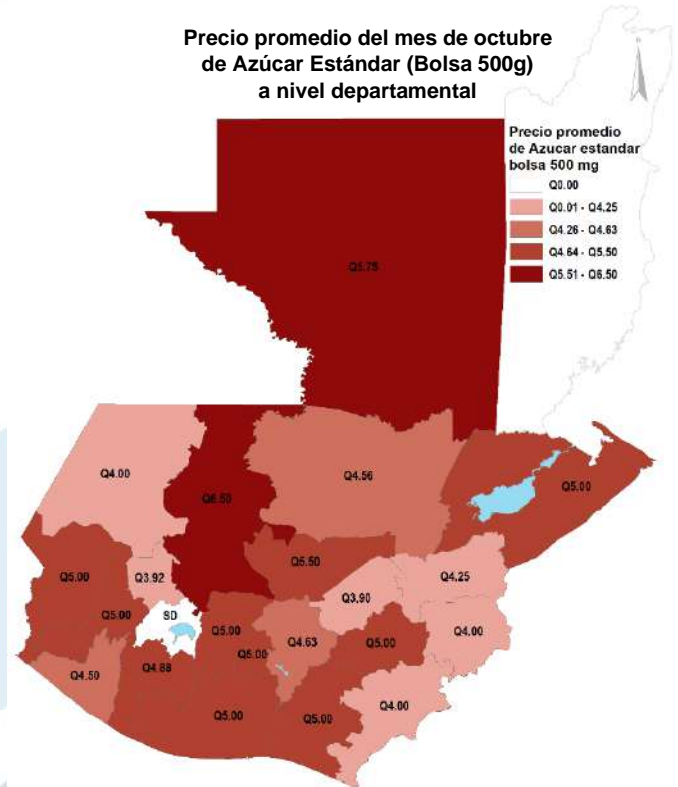 Precio promedio del mes de octubre
de Azúcar Estándar (Bolsa 500g)
a nivel departamental
Precio promedio
de Azucar estandar
bolsa 500 mg
Q0.00
Q0.01 - Q4.25
Q4.26 - Q4.63
Q4.64 - Q5.50
Q5.51 - Q6.50
Q5.75
Q4.00
Q6.50
Q4.56
Q5.00
Q5.50
Q5.00
Q3.92
Q3.90
Q4.25
Q5.00
SD
Q5.00
Q4.63
Q5.00
Q4.00
Q5.00
Q4.50
Q4.88
Q5.00
Q5.00
Q4.00